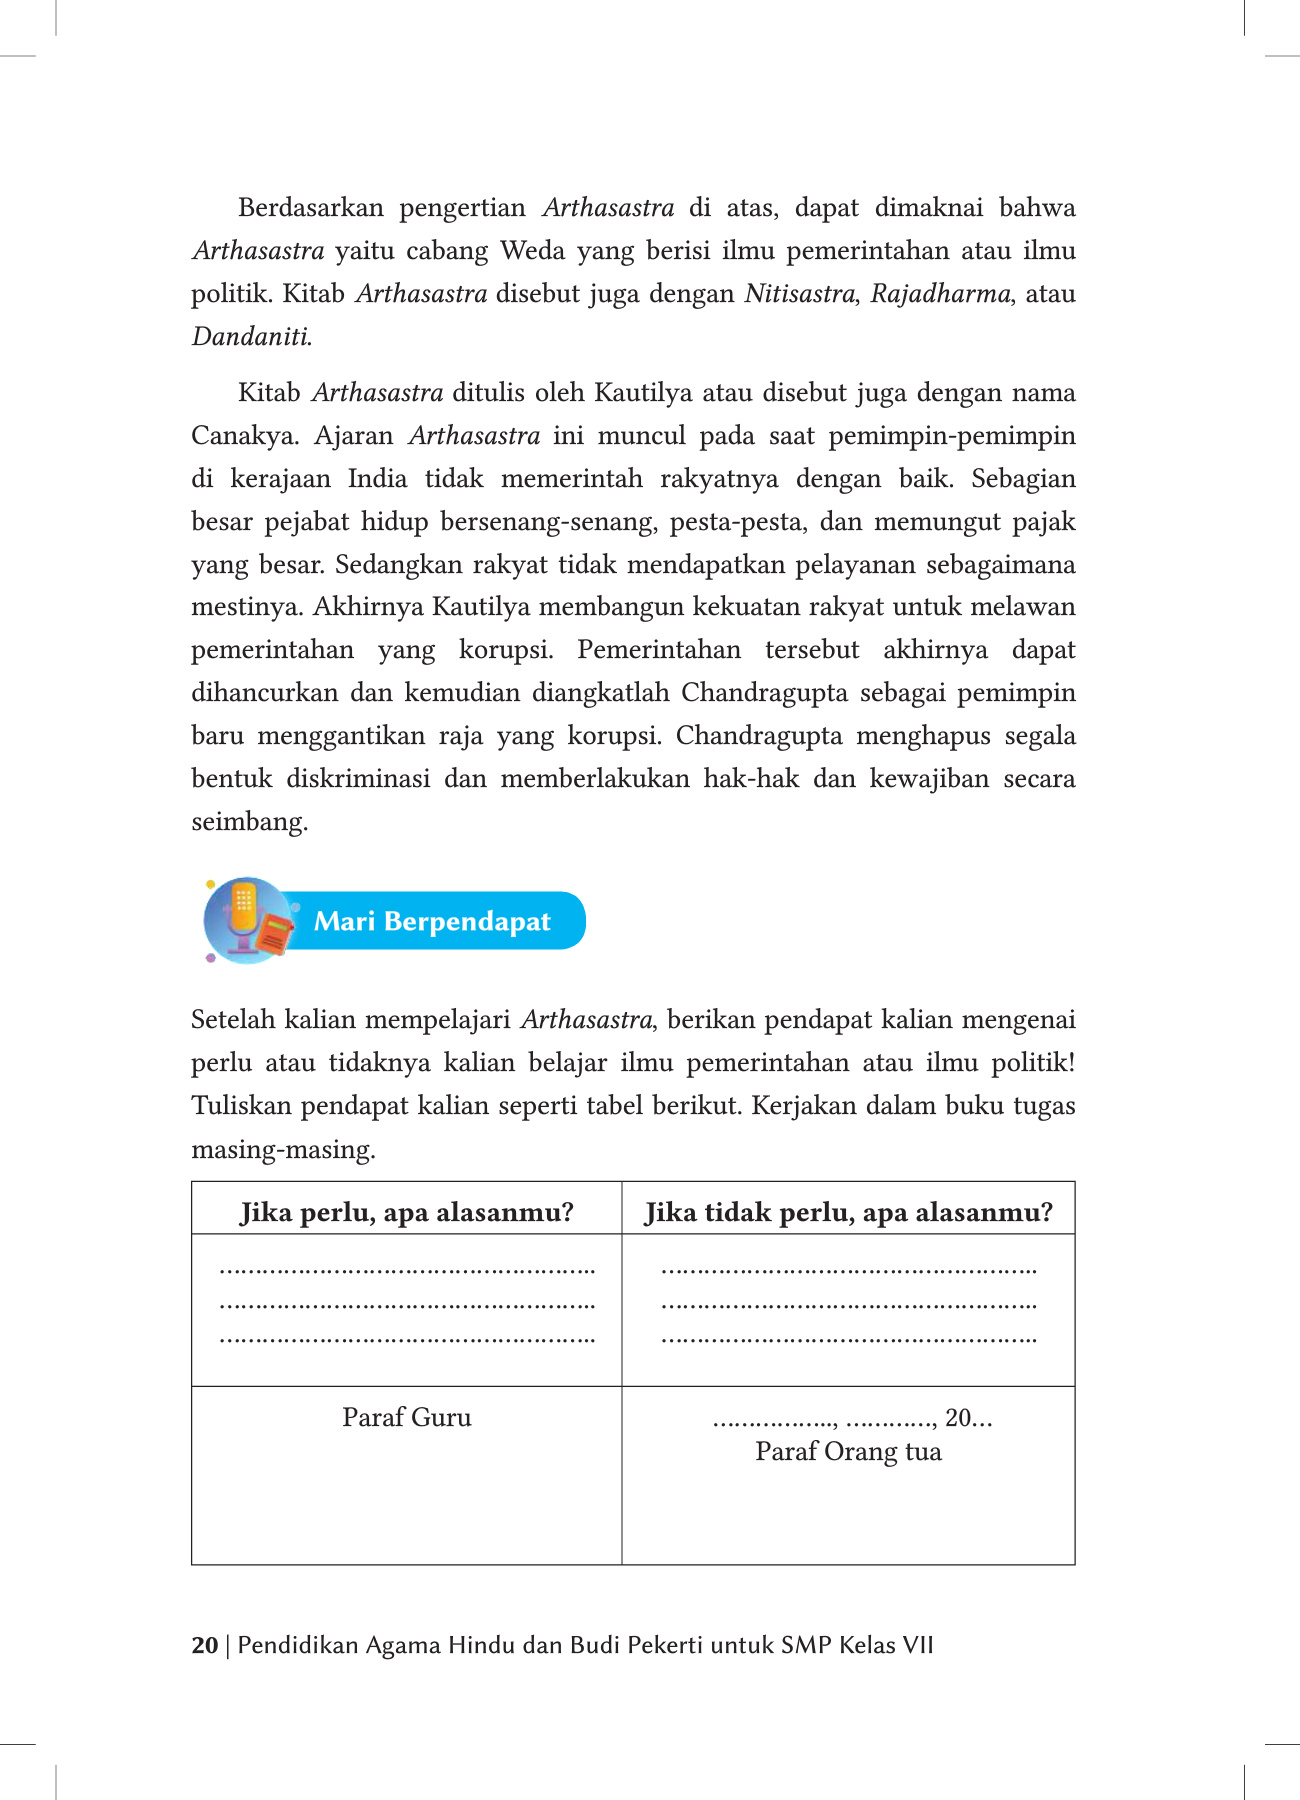 Berdasarkan pengertian Arthasastra di atas, dapat dimaknai bahwa
Arthasastra yaitu cabang Weda yang berisi ilmu pemerintahan atau ilmu
politik. Kitab Arthasastra disebut juga dengan Nitisastra, Rajadharma, atau
Dandaniti.
Kitab Arthasastra ditulis oleh Kautilya atau disebut juga dengan nama
Canakya. Ajaran Arthasastra ini muncul pada saat pemimpin-pemimpin
di kerajaan India tidak memerintah rakyatnya dengan baik. Sebagian
besar pejabat hidup bersenang-senang, pesta-pesta, dan memungut pajak
yang besar. Sedangkan rakyat tidak mendapatkan pelayanan sebagaimana
mestinya. Akhirnya Kautilya membangun kekuatan rakyat untuk melawan
pemerintahan yang korupsi. Pemerintahan tersebut akhirnya dapat
dihancurkan dan kemudian diangkatlah Chandragupta sebagai pemimpin
baru menggantikan raja yang korupsi. Chandragupta menghapus segala
bentuk diskriminasi dan memberlakukan hak-hak dan kewajiban secara
seimbang.
Mari Berpendapat
Setelah kalian mempelajari Arthasastra, berikan pendapat kalian mengenai
perlu atau tidaknya kalian belajar ilmu pemerintahan atau ilmu politik!
Tuliskan pendapat kalian seperti tabel berikut. Kerjakan dalam buku tugas
masing-masing.
Jika perlu, apa alasanmu? Jika tidak perlu, apa alasanmu?
…………………………………………….. ……………………………………………..
…………………………………………….. ……………………………………………..
…………………………………………….. ……………………………………………..
Paraf Guru …………….., …………, 20…
Paraf Orang tua
20 | Pendidikan Agama Hindu dan Budi Pekerti untuk SMP Kelas VII